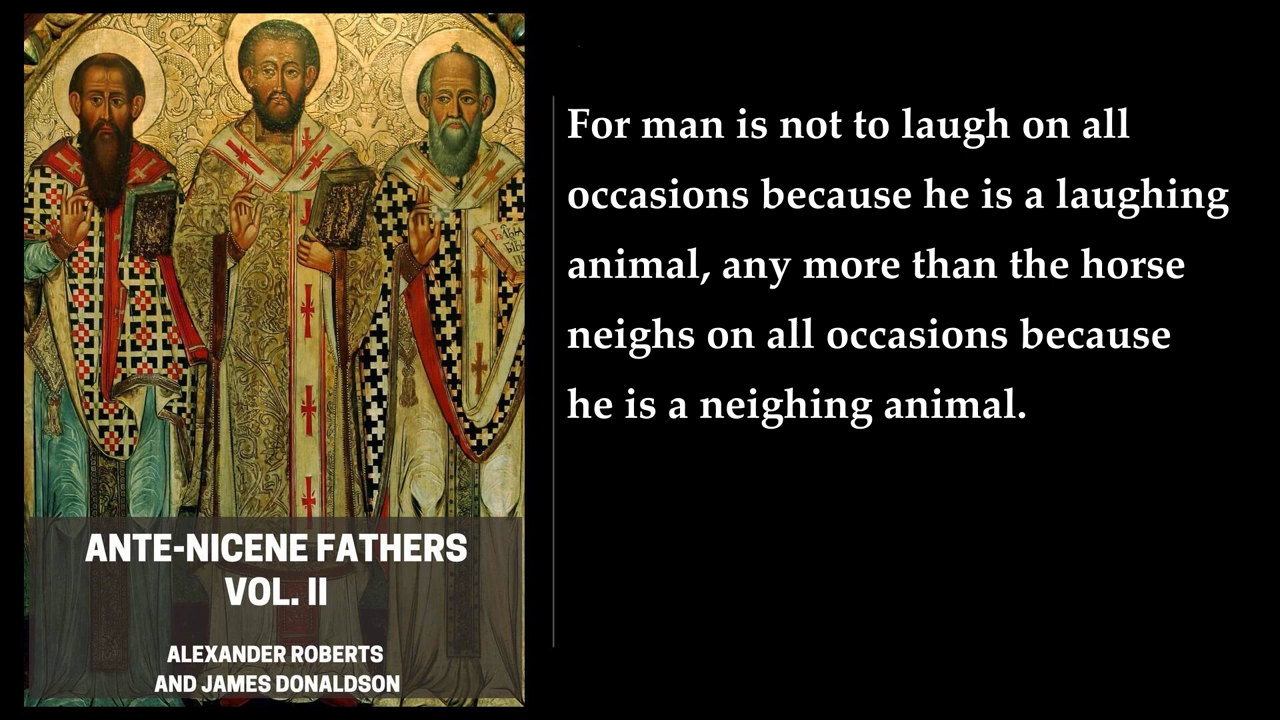 For man is not to laugh on all
occasions because he is a laughing
animal, any more than the horse
neighs on all occasions because
he is a neighing animal.
ANTE-NICENE FATHERS
VOL. II
ALEXANDER ROBERTS
AND JAMES DONALDSON